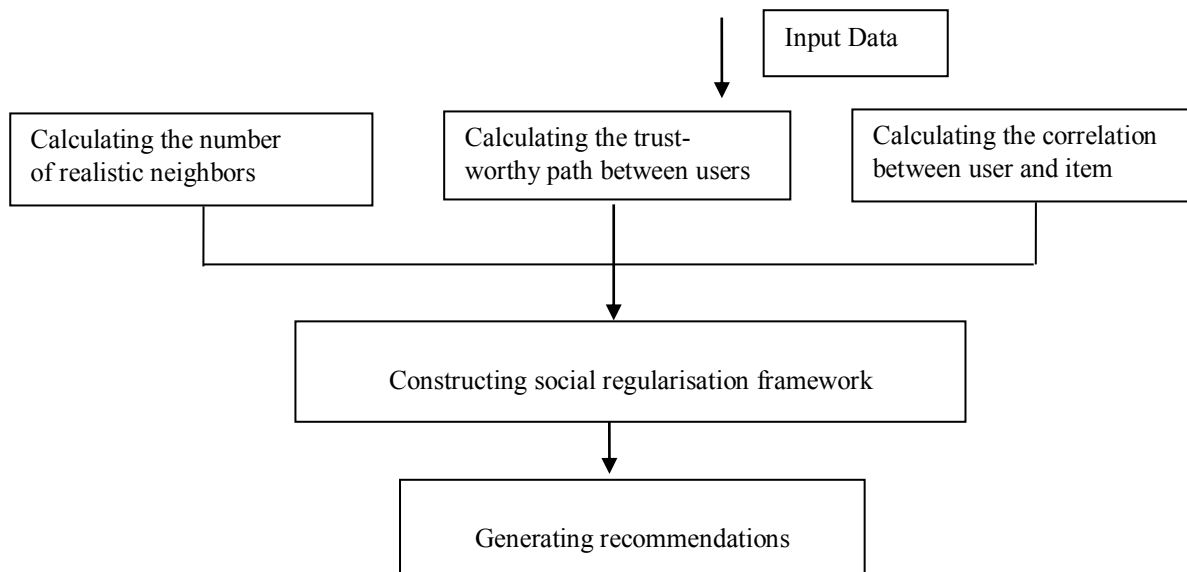 Input Data
Calculating the number
of realistic neighbors
Calculating the trust-
worthy path between users
Calculating the correlation
between user and item
Constructing social regularisation framework
Generating recommendations